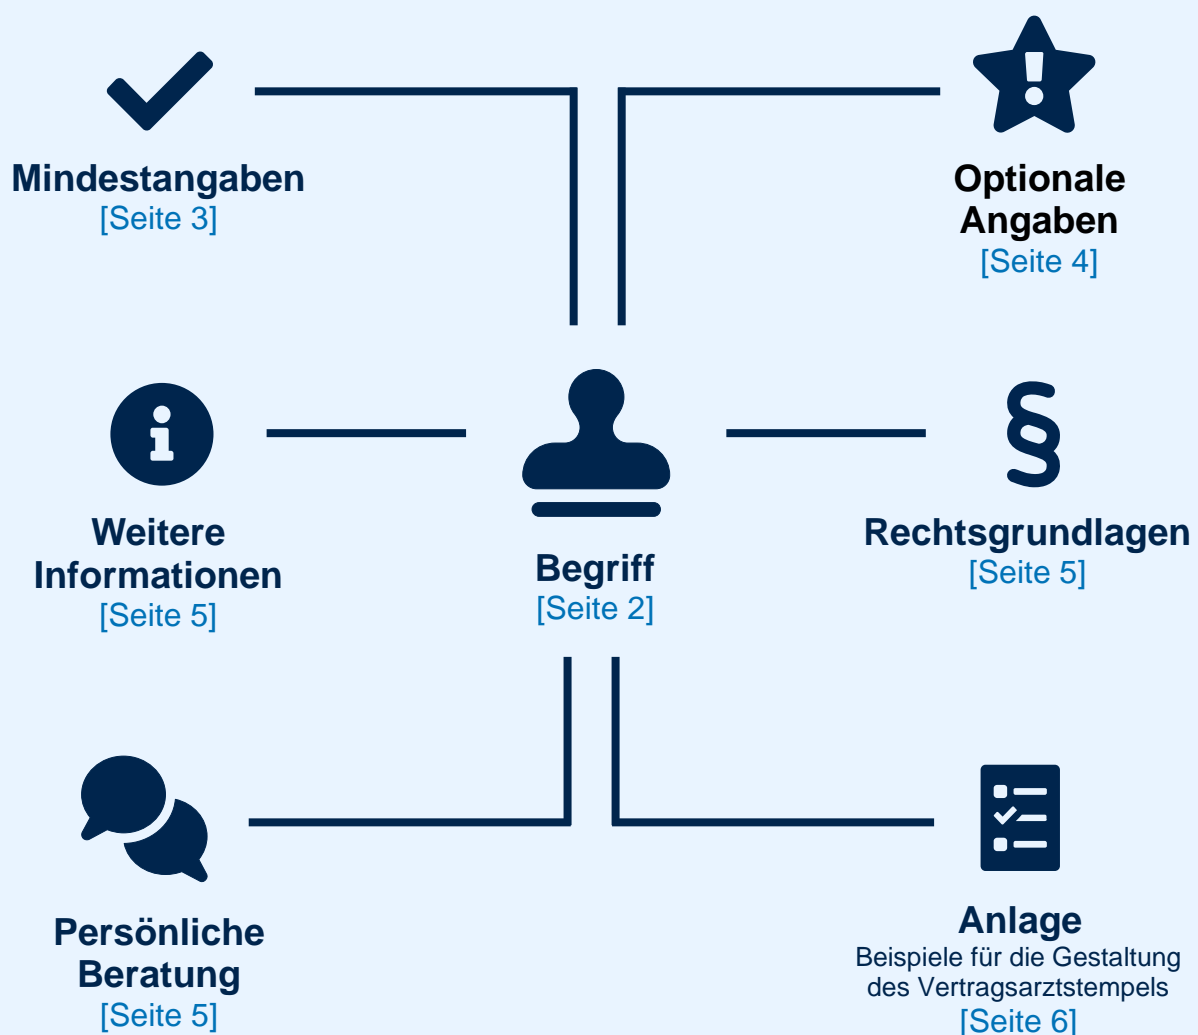 Mindestangaben
[Seite 3]
Optionale
Angaben
[Seite 4]
Weitere
Informationen
[Seite 5]
Begriff
[Seite 2]
Rechtsgrundlagen
[Seite 5]
Persönliche
Beratung
[Seite 5]
Anlage
Beispiele für die Gestaltung
des Vertragsarztstempels
[Seite 6]